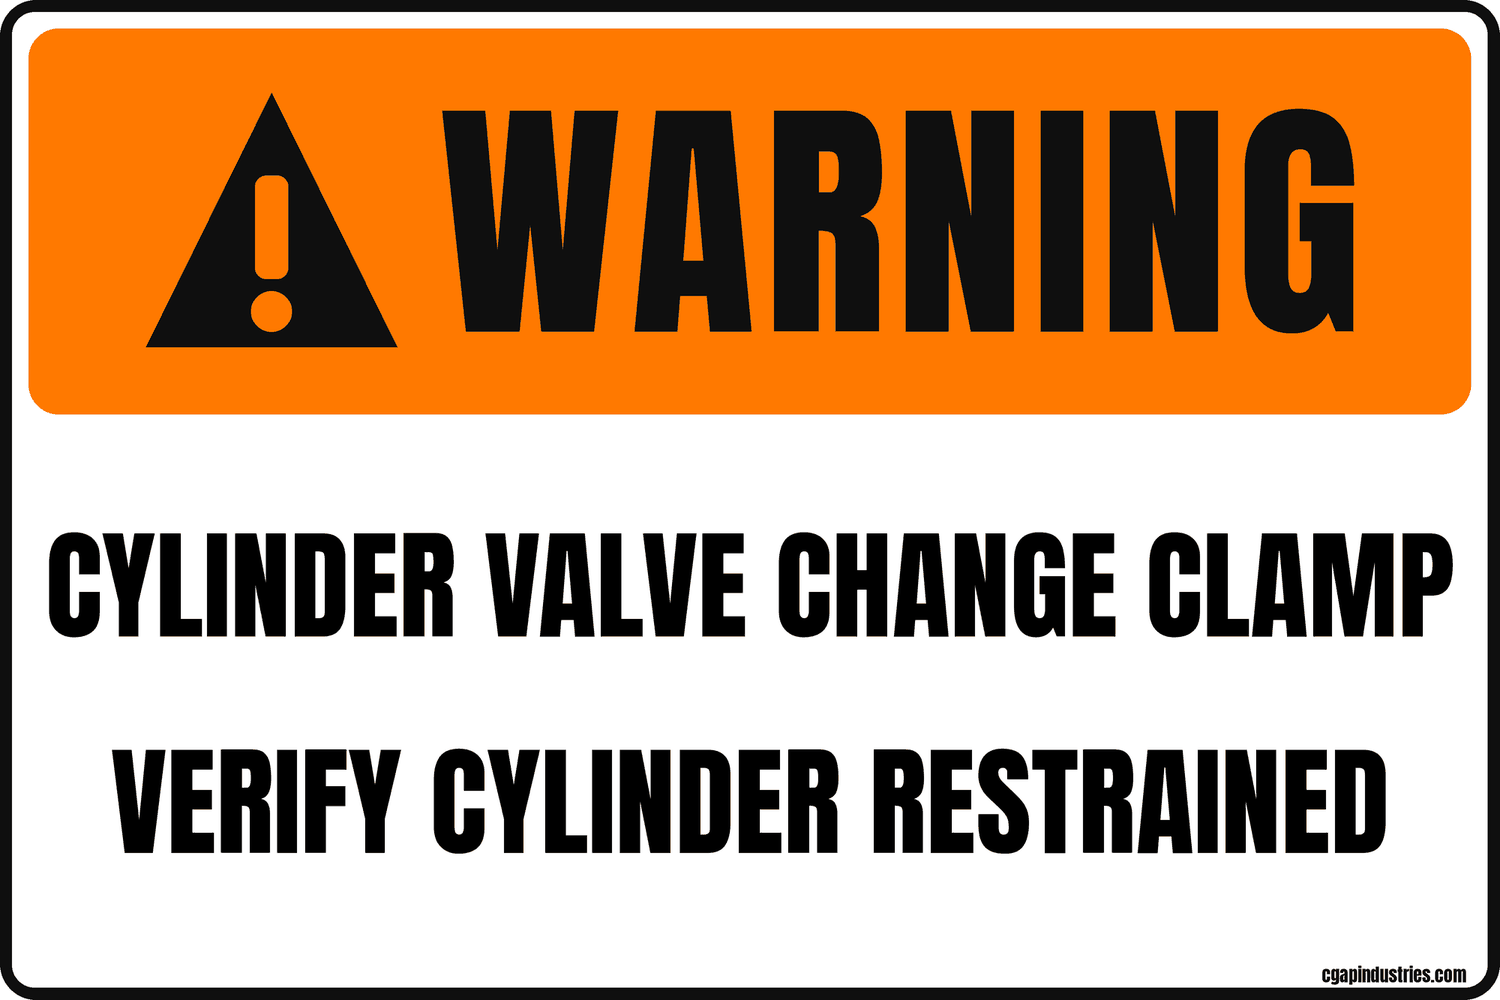 WARNING
CYLINDER VALVE CHANGE CLAMP
VERIFY CYLINDER RESTRAINED
cgapindustries.com